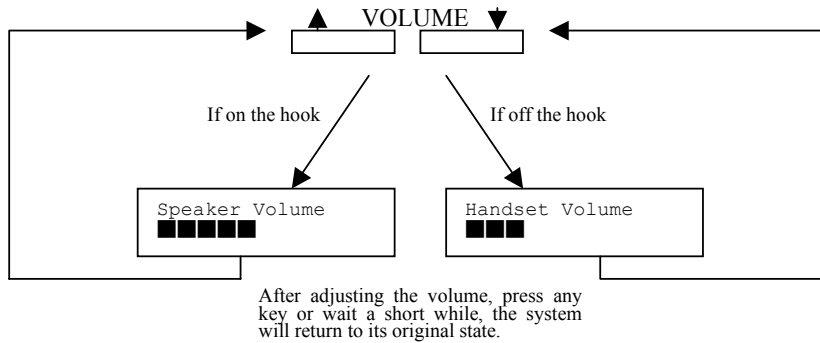 VOLUME
If on the hook
If off the hook
Speaker Volume
Handset Volume
After adjusting the volume, press any
key or wait a short while, the system
will return to its original state.